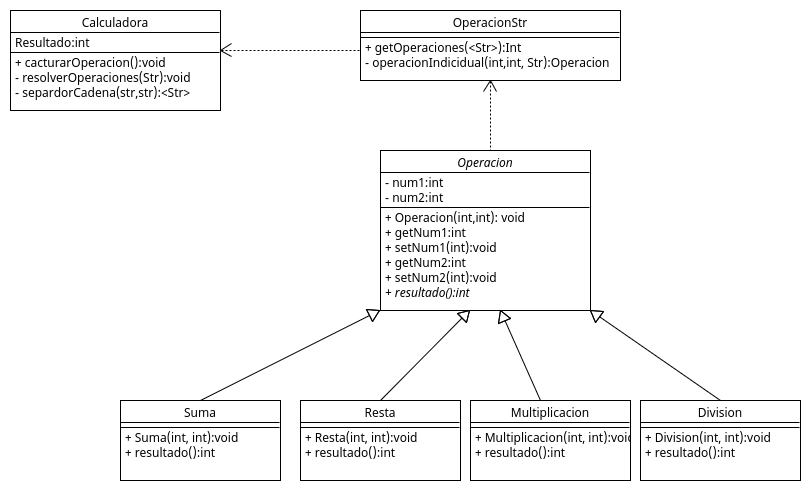 Calculadora
Resultado:int
+ cacturarOperacion():void
- resolverOperaciones(Str):void
- separdorCadena(str,str):<Str>
OperacionStr
+ getOperaciones(<Str>):Int
- operacionIndicidual(int,int, Str):Operacion
Operacion
- num1:int
- num2:int
+ Operacion(int,int): void
+ getNum1:int
+ setNum1(int):void
+ getNum2:int
+ setNum2(int):void
+ resultado():int
Suma
+ Suma(int, int):void
+ resultado():int
Resta
+ Resta(int, int):void
+ resultado():int
Multiplicacion
+ Multiplicacion(int, int):void
+ resultado():int
Division
+ Division(int, int):void
+ resultado():int